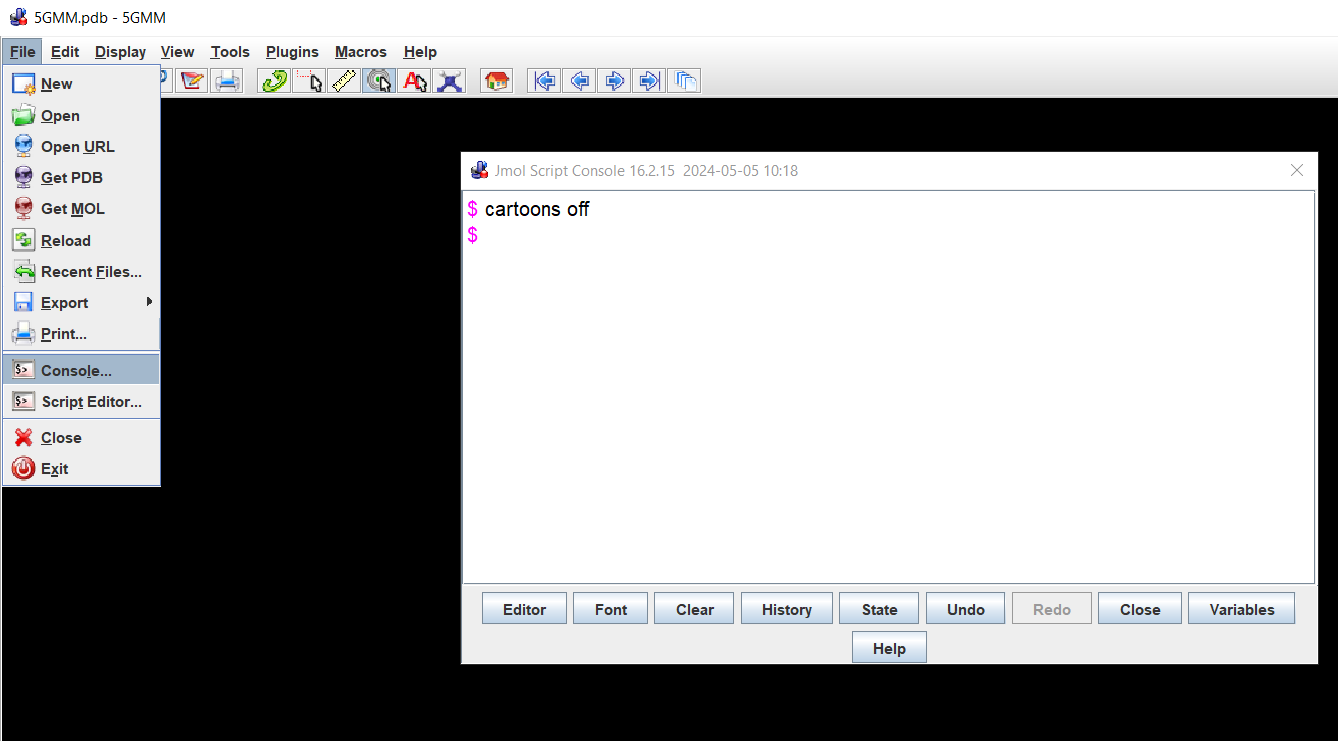 5GMM.pdb - 5GMM
File Edit Display View Tools Plugins Macros Help
New
Open
Open URL
Get PDB
Get MOL
Reload
Recent Files...
Export
Print...
Console...
Script Editor...
Close
Exit
Jmol Script Console 16.2.15 2024-05-05 10:18
$ cartoons off
$
Editor Font Clear History State Undo Redo Close Variables
Help